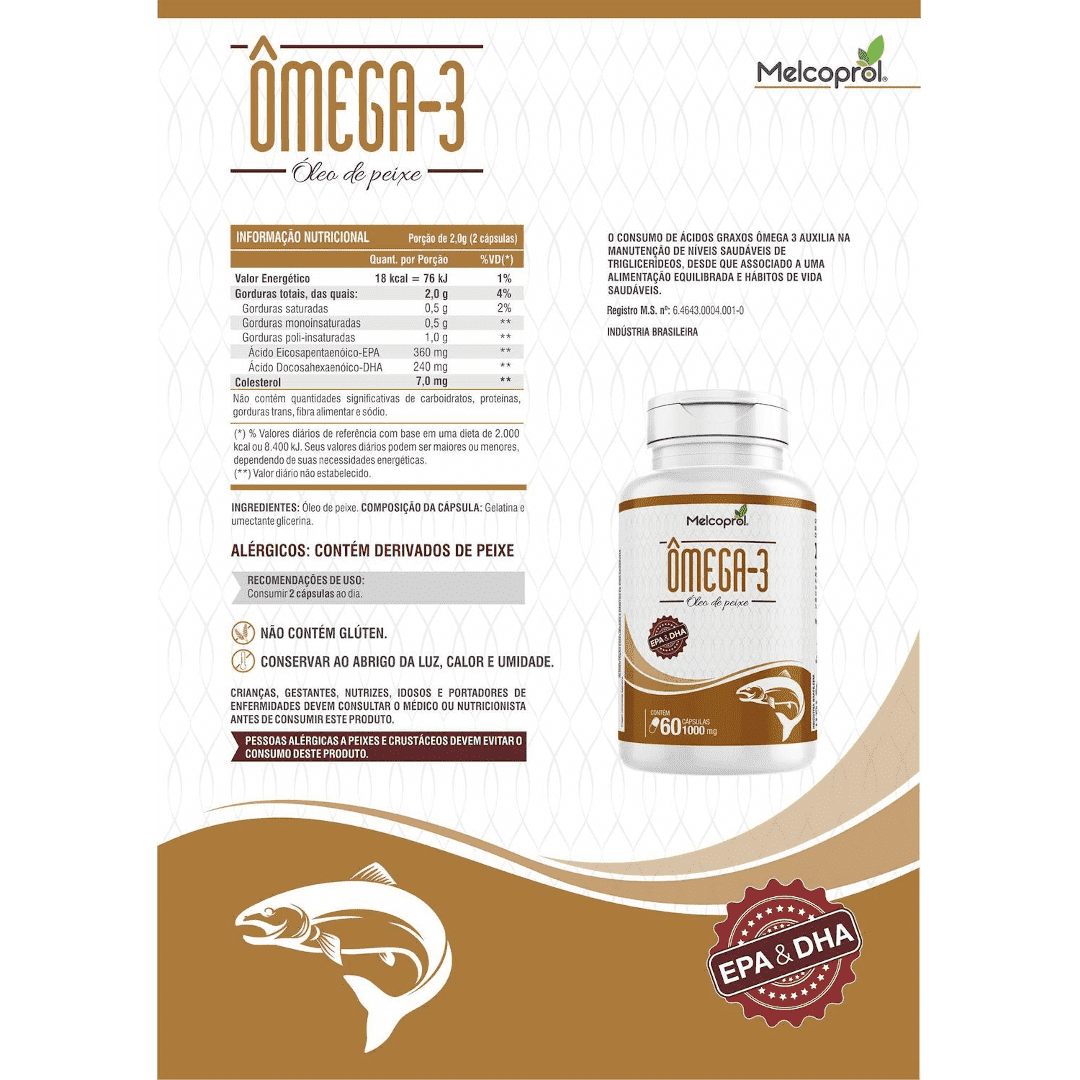 ÔMEGA-3
Óleo de peixe
Melcoprol®
INFORMAÇÃO NUTRICIONAL Porção de 2,0g (2 cápsulas)
Quant. por Porção %VD(*)
Valor Energético 18 kcal = 76 kJ 1%
Gorduras totais, das quais: 2,0 g 4%
Gorduras saturadas 0,5 g 2%
Gorduras monoinsaturadas 0,5 g **
Gorduras poli-insaturadas 1,0 g **
Ácido Eicosapentaenóico-EPA 360 mg **
Ácido Docosahexaenóico-DHA 240 mg **
Colesterol 7,0 mg **
Não contém quantidades significativas de carboidratos, proteínas,
gorduras trans, fibra alimentar e sódio.
(*) % Valores diários de referência com base em uma dieta de 2.000
kcal ou 8.400 kJ. Seus valores diários podem ser maiores ou menores,
dependendo de suas necessidades energéticas.
(**) Valor diário não estabelecido.
INGREDIENTES: Óleo de peixe. COMPOSIÇÃO DA CÁPSULA: Gelatina e
umectante glicerina.
ALÉRGICOS: CONTÉM DERIVADOS DE PEIXE
RECOMENDAÇÕES DE USO:
Consumir 2 cápsulas ao dia.
NÃO CONTÉM GLÚTEN.
CONSERVAR AO ABRIGO DA LUZ, CALOR E UMIDADE.
CRIANÇAS, GESTANTES, NUTRIZES, IDOSOS E PORTADORES DE
ENFERMIDADES DEVEM CONSULTAR O MÉDICO OU NUTRICIONISTA
ANTES DE CONSUMIR ESTE PRODUTO.
PESSOAS ALÉRGICAS A PEIXES E CRUSTÁCEOS DEVEM EVITAR O
CONSUMO DESTE PRODUTO.
O CONSUMO DE ÁCIDOS GRAXOS ÔMEGA 3 AUXILIA NA
MANUTENÇÃO DE NÍVEIS SAUDÁVEIS DE
TRIGLICERÍDEOS, DESDE QUE ASSOCIADO A UMA
ALIMENTAÇÃO EQUILIBRADA E HÁBITOS DE VIDA
SAUDÁVEIS.
Registro M.S. nº: 6.4643.0004.001-0
INDÚSTRIA BRASILEIRA
Melcoprol
ÔMEGA-3
Óleo de peixe
EPA & DHA
CONTÉM
60 CÁPSULAS
1000 mg
EPA & DHA